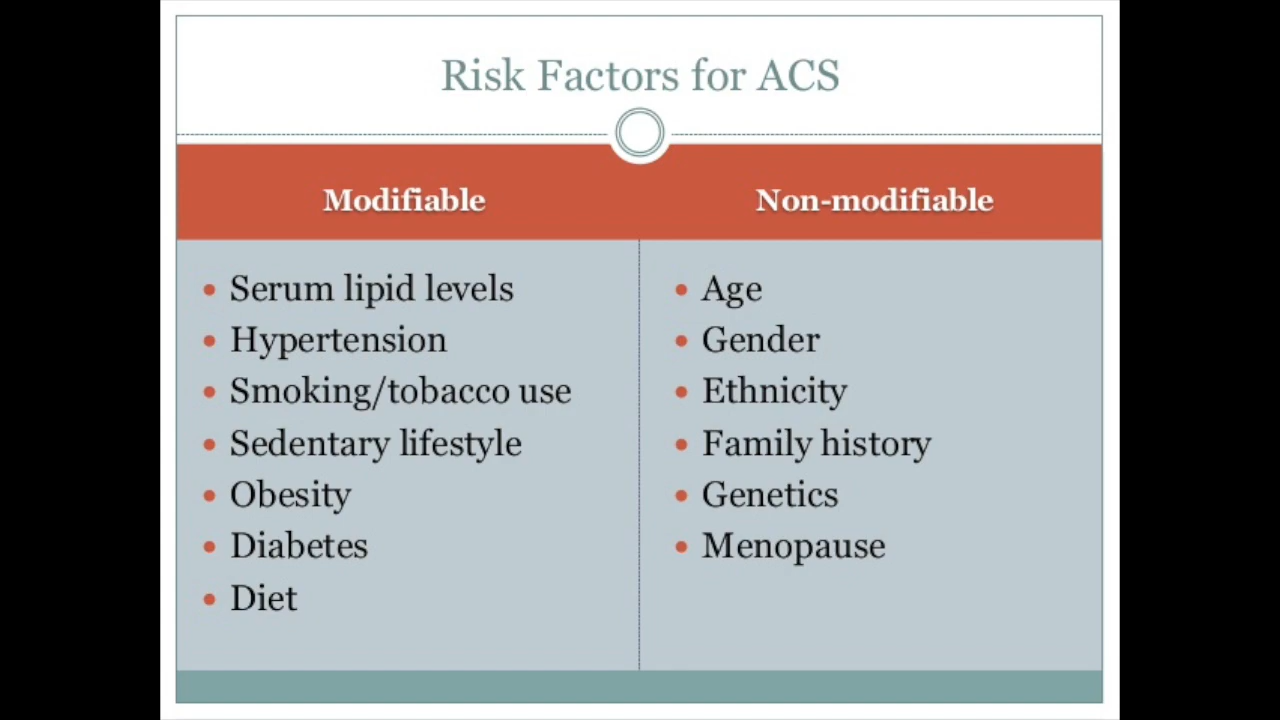 Risk Factors for ACS
Modifiable
Non-modifiable
• Serum lipid levels
• Hypertension
• Smoking/tobacco use
• Sedentary lifestyle
• Obesity
• Diabetes
• Diet
• Age
• Gender
• Ethnicity
• Family history
• Genetics
• Menopause